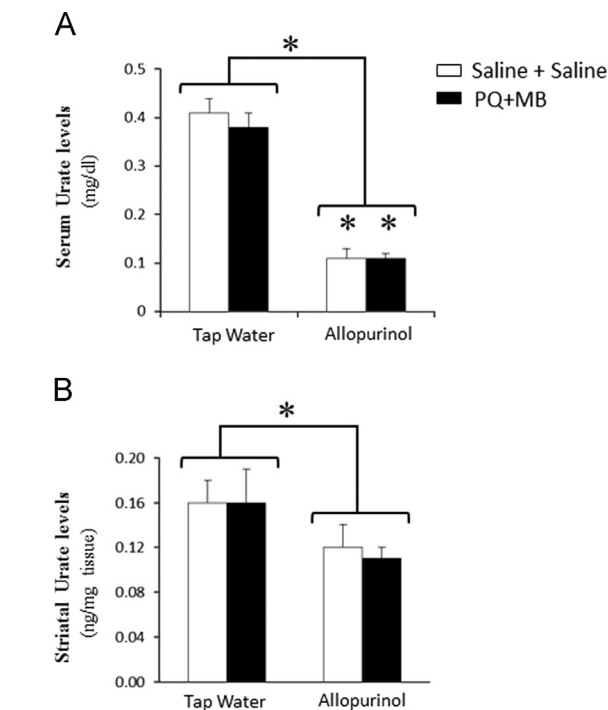 A
*
0.5
0.4
0.3
0.2
0.1
0
Serum Urate levels
(mg/dl)
* *
Tap Water Allopurinol
Saline + Saline
PQ+MB
B
*
0.20
0.16
0.12
0.08
0.04
0.00
Striatal Urate levels
(ng/mg tissue)
Tap Water Allopurinol